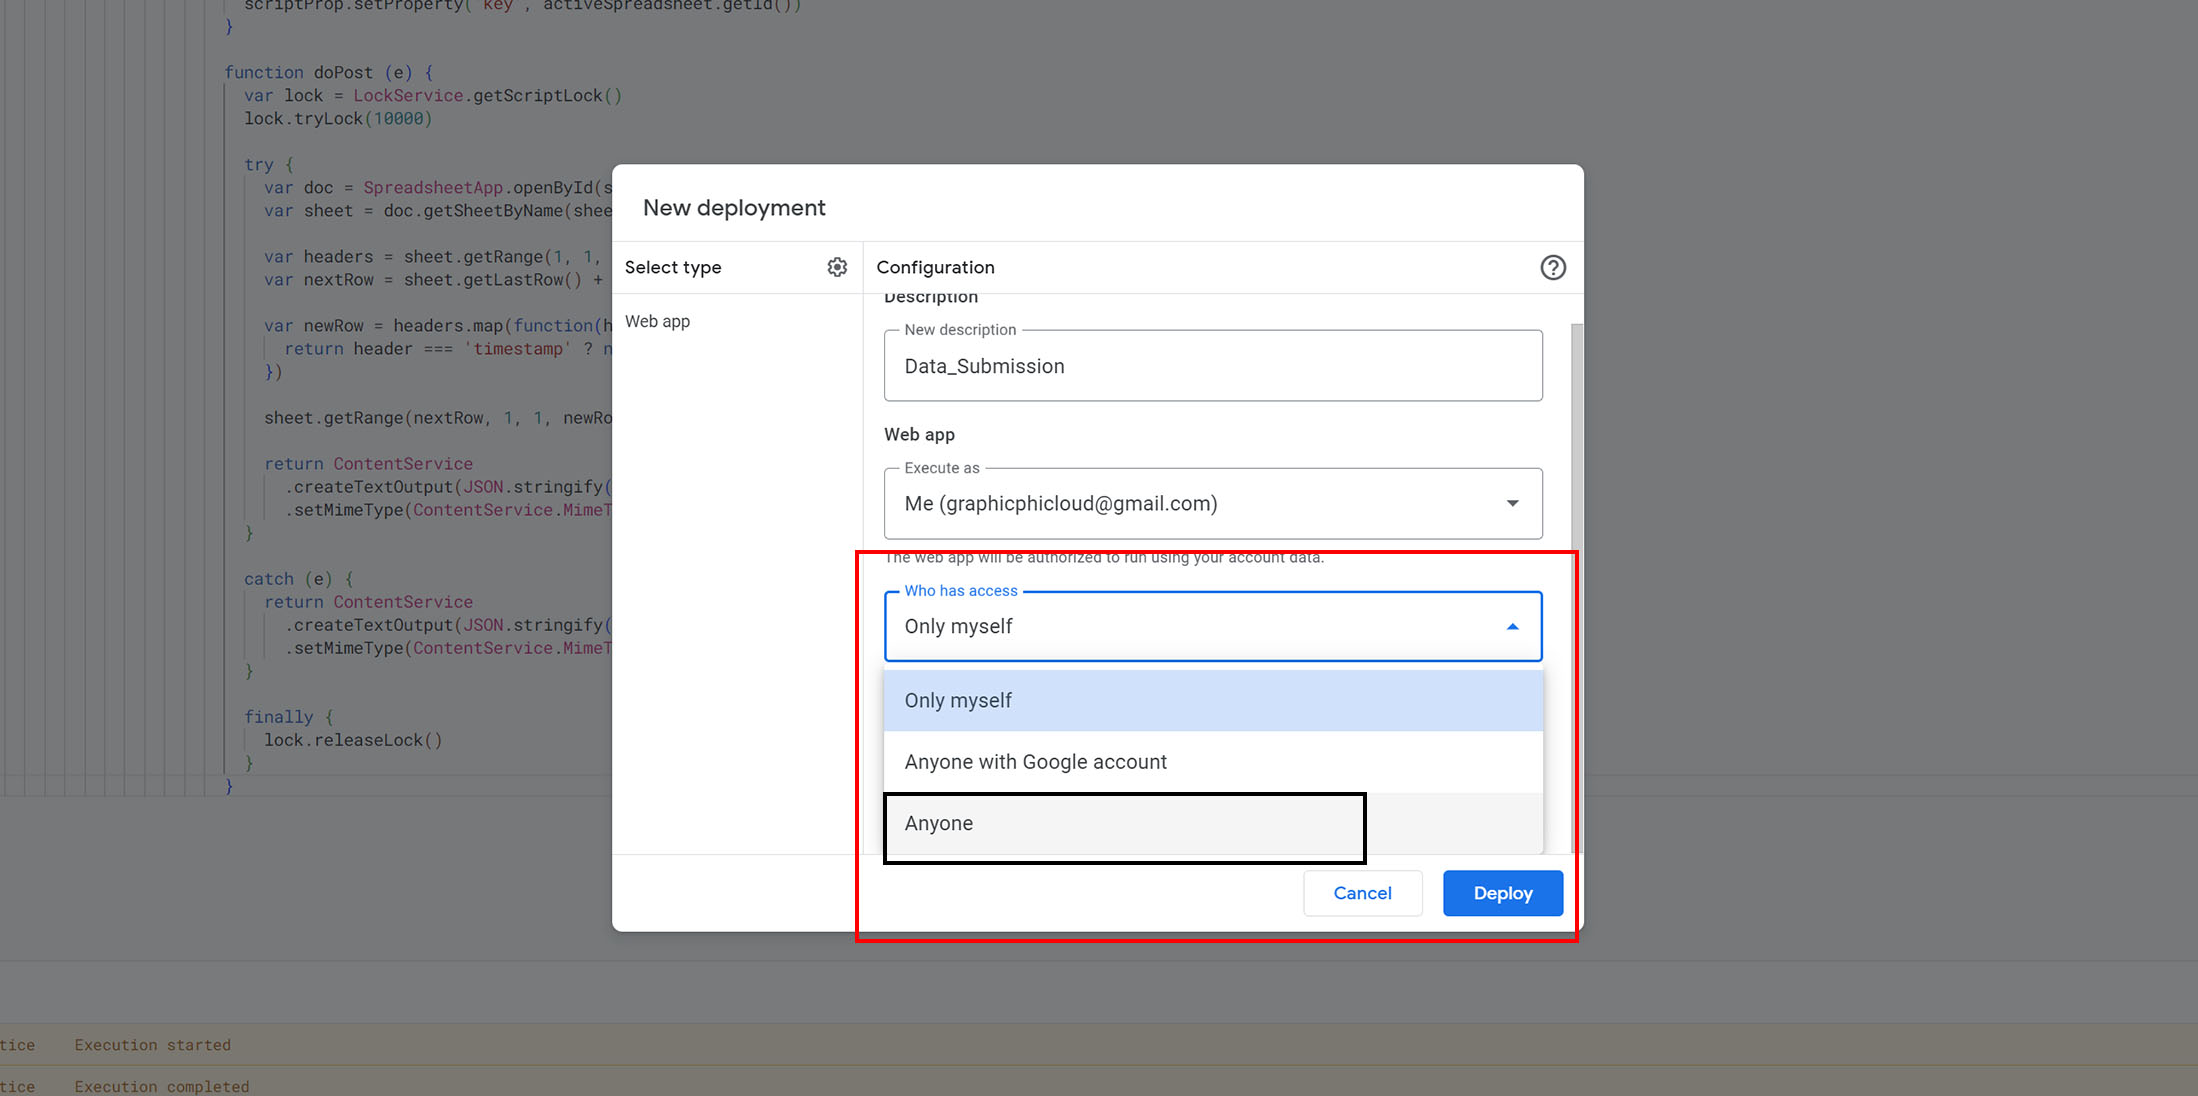 scriptProp.setProperty('key', activeSpreadsheet.getId())
}
function doPost (e) {
var lock = LockService.getScriptLock()
lock.tryLock(10000)
try {
var doc = SpreadsheetApp.openById(s
var sheet = doc.getSheetByName(shee
var headers = sheet.getRange(1, 1,
var nextRow = sheet.getLastRow() +
var newRow = headers.map(function(h
return header === 'timestamp' ? n
})
sheet.getRange(nextRow, 1, 1, newRo
return ContentService
.createTextOutput(JSON.stringify(
.setMimeType(ContentService.MimeT
}
catch (e) {
return ContentService
.createTextOutput(JSON.stringify(
.setMimeType(ContentService.MimeT
}
finally {
lock.releaseLock()
}
}
New deployment
Select type
Configuration
Web app
Description
New description
Data_Submission
Web app
Execute as
Me (graphicphicloud@gmail.com)
The web app will be authorized to run using your account data.
Who has access
Only myself
Only myself
Anyone with Google account
Anyone
Cancel
Deploy
tice Execution started
tice Execution completed